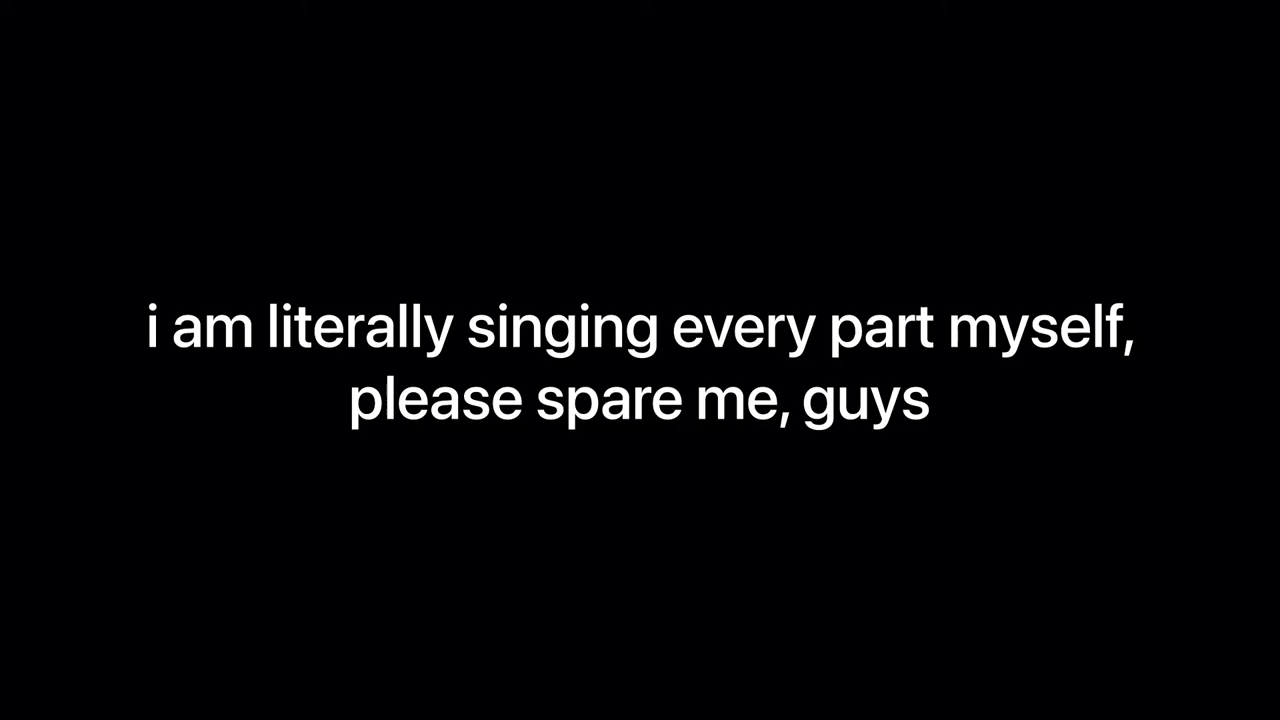 i am literally singing every part myself,
please spare me, guys